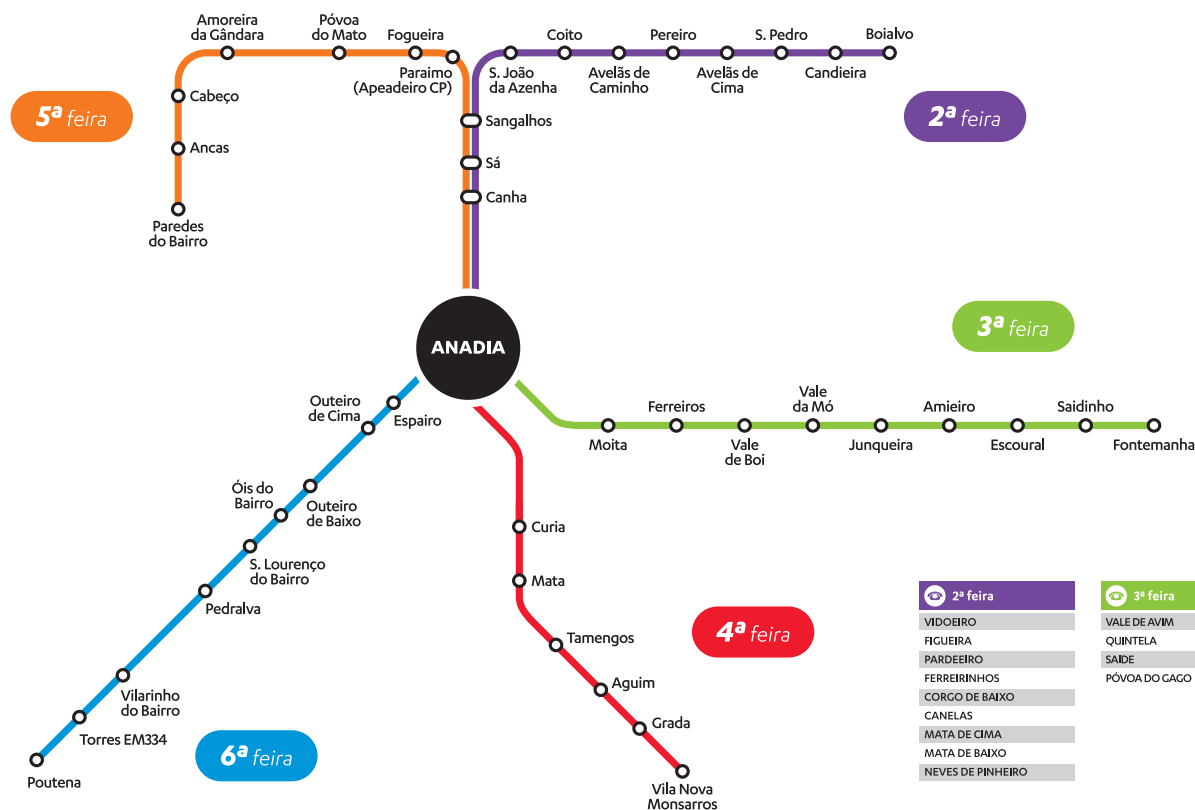 Amoreira
da Gândara
Póvoa
do Mato
Fogueira
Paraimo
(Apeadeiro CP)
S. João
da Azenha
Coito
Avelãs de
Caminho
Pereiro
Avelãs de
Cima
S. Pedro
Candieira
Boialvo
5ª feira
2ª feira
Cabeço
Ancas
Paredes
do Bairro
Sangalhos
Sá
Canha
3ª feira
ANADIA
Moita
Ferreiros
Vale
de Boi
Vale
da Mó
Junqueira
Amieiro
Escoural
Saidinho
Fontemanha
Outeiro
de Cima
Espairo
Óis do
Bairro
Outeiro
de Baixo
S. Lourenço
do Bairro
Pedralva
Vilarinho
do Bairro
Torres EM334
Poutena
6ª feira
Curia
Mata
Tamengos
Aguim
Grada
Vila Nova
Monsarros
4ª feira
2ª feira
VIDOEIRO
FIGUEIRA
PARDEEIRO
FERREIRINHOS
CORGO DE BAIXO
CANELAS
MATA DE CIMA
MATA DE BAIXO
NEVES DE PINHEIRO
3ª feira
VALE DE AVIM
QUINTELA
SAIDE
PÓVOA DO GAGO